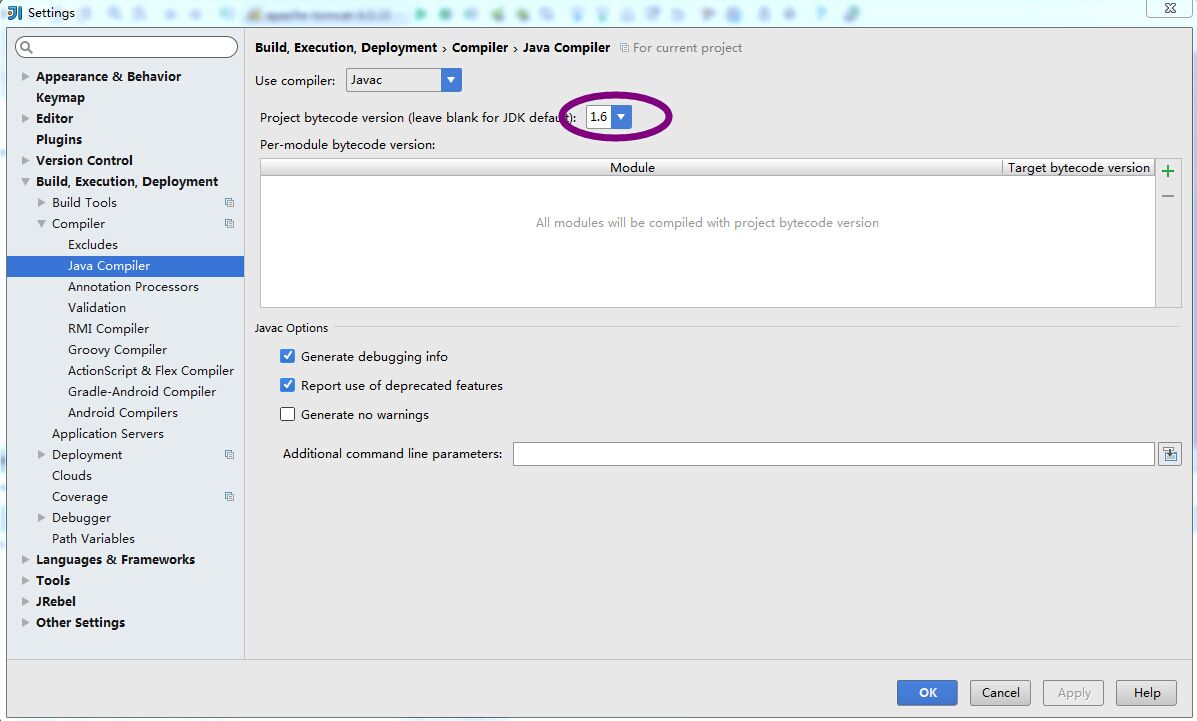 Settings
Build, Execution, Deployment › Compiler › Java Compiler For current project
Appearance & Behavior
Keymap
Editor
Plugins
Version Control
Build, Execution, Deployment
Build Tools
Compiler
Excludes
Java Compiler
Annotation Processors
Validation
RMI Compiler
Groovy Compiler
ActionScript & Flex Compiler
Gradle-Android Compiler
Android Compilers
Application Servers
Deployment
Clouds
Coverage
Debugger
Path Variables
Languages & Frameworks
Tools
JRebel
Other Settings
Use compiler: Javac
Project bytecode version (leave blank for JDK default): 1.6
Per-module bytecode version:
Module Target bytecode version
All modules will be compiled with project bytecode version
Javac Options
Generate debugging info
Report use of deprecated features
Generate no warnings
Additional command line parameters:
OK Cancel Apply Help